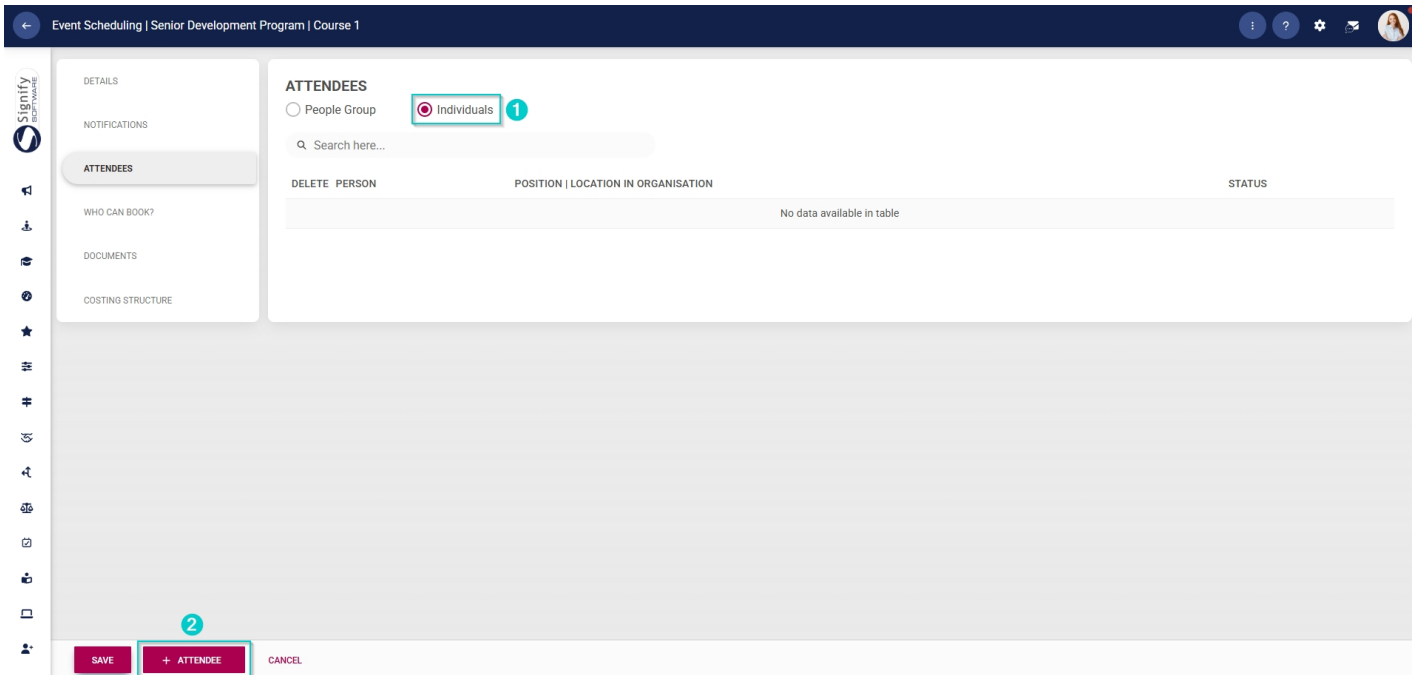 Event Scheduling | Senior Development Program | Course 1
?
Signify
SOFTWARE
DETAILS
NOTIFICATIONS
ATTENDEES
WHO CAN BOOK?
DOCUMENTS
COSTING STRUCTURE
ATTENDEES
People Group Individuals 1
Search here...
DELETE PERSON POSITION | LOCATION IN ORGANISATION STATUS
No data available in table
2
SAVE + ATTENDEE CANCEL